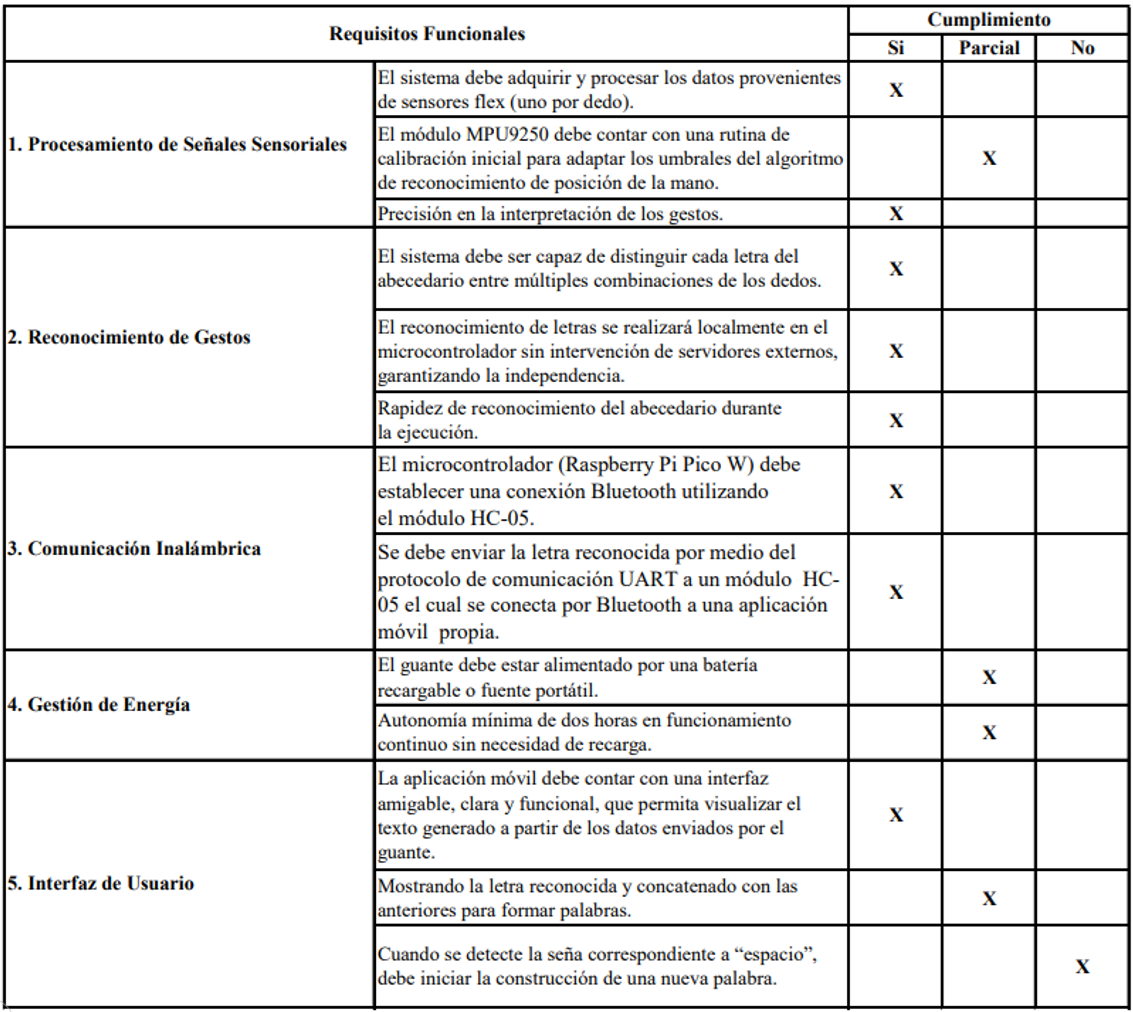 Requisitos Funcionales
Cumplimiento
Si
Parcial
No
1. Procesamiento de Señales Sensoriales
El sistema debe adquirir y procesar los datos provenientes
de sensores flex (uno por dedo).
X
El módulo MPU9250 debe contar con una rutina de
calibración inicial para adaptar los umbrales del algoritmo
de reconocimiento de posición de la mano.
X
Precisión en la interpretación de los gestos.
X
2. Reconocimiento de Gestos
El sistema debe ser capaz de distinguir cada letra del
abecedario entre múltiples combinaciones de los dedos.
X
El reconocimiento de letras se realizará localmente en el
microcontrolador sin intervención de servidores externos,
garantizando la independencia.
X
Rapidez de reconocimiento del abecedario durante
la ejecución.
X
3. Comunicación Inalámbrica
El microcontrolador (Raspberry Pi Pico W) debe
establecer una conexión Bluetooth utilizando
el módulo HC-05.
X
Se debe enviar la letra reconocida por medio del
protocolo de comunicación UART a un módulo HC-
05 el cual se conecta por Bluetooth a una aplicación
móvil propia.
X
4. Gestión de Energía
El guante debe estar alimentado por una batería
recargable o fuente portátil.
X
Autonomía mínima de dos horas en funcionamiento
continuo sin necesidad de recarga.
X
5. Interfaz de Usuario
La aplicación móvil debe contar con una interfaz
amigable, clara y funcional, que permita visualizar el
texto generado a partir de los datos enviados por el
guante.
X
Mostrando la letra reconocida y concatenado con las
anteriores para formar palabras.
X
Cuando se detecte la seña correspondiente a “espacio”,
debe iniciar la construcción de una nueva palabra.
X